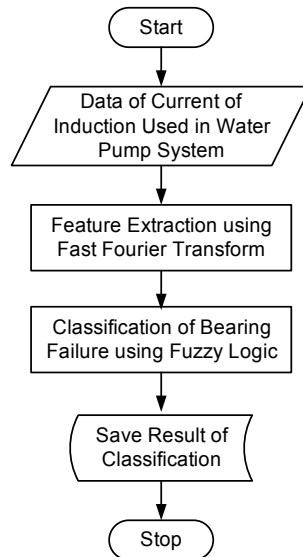 Start
Data of Current of
Induction Used in Water
Pump System
Feature Extraction using
Fast Fourier Transform
Classification of Bearing
Failure using Fuzzy Logic
Save Result of
Classification
Stop